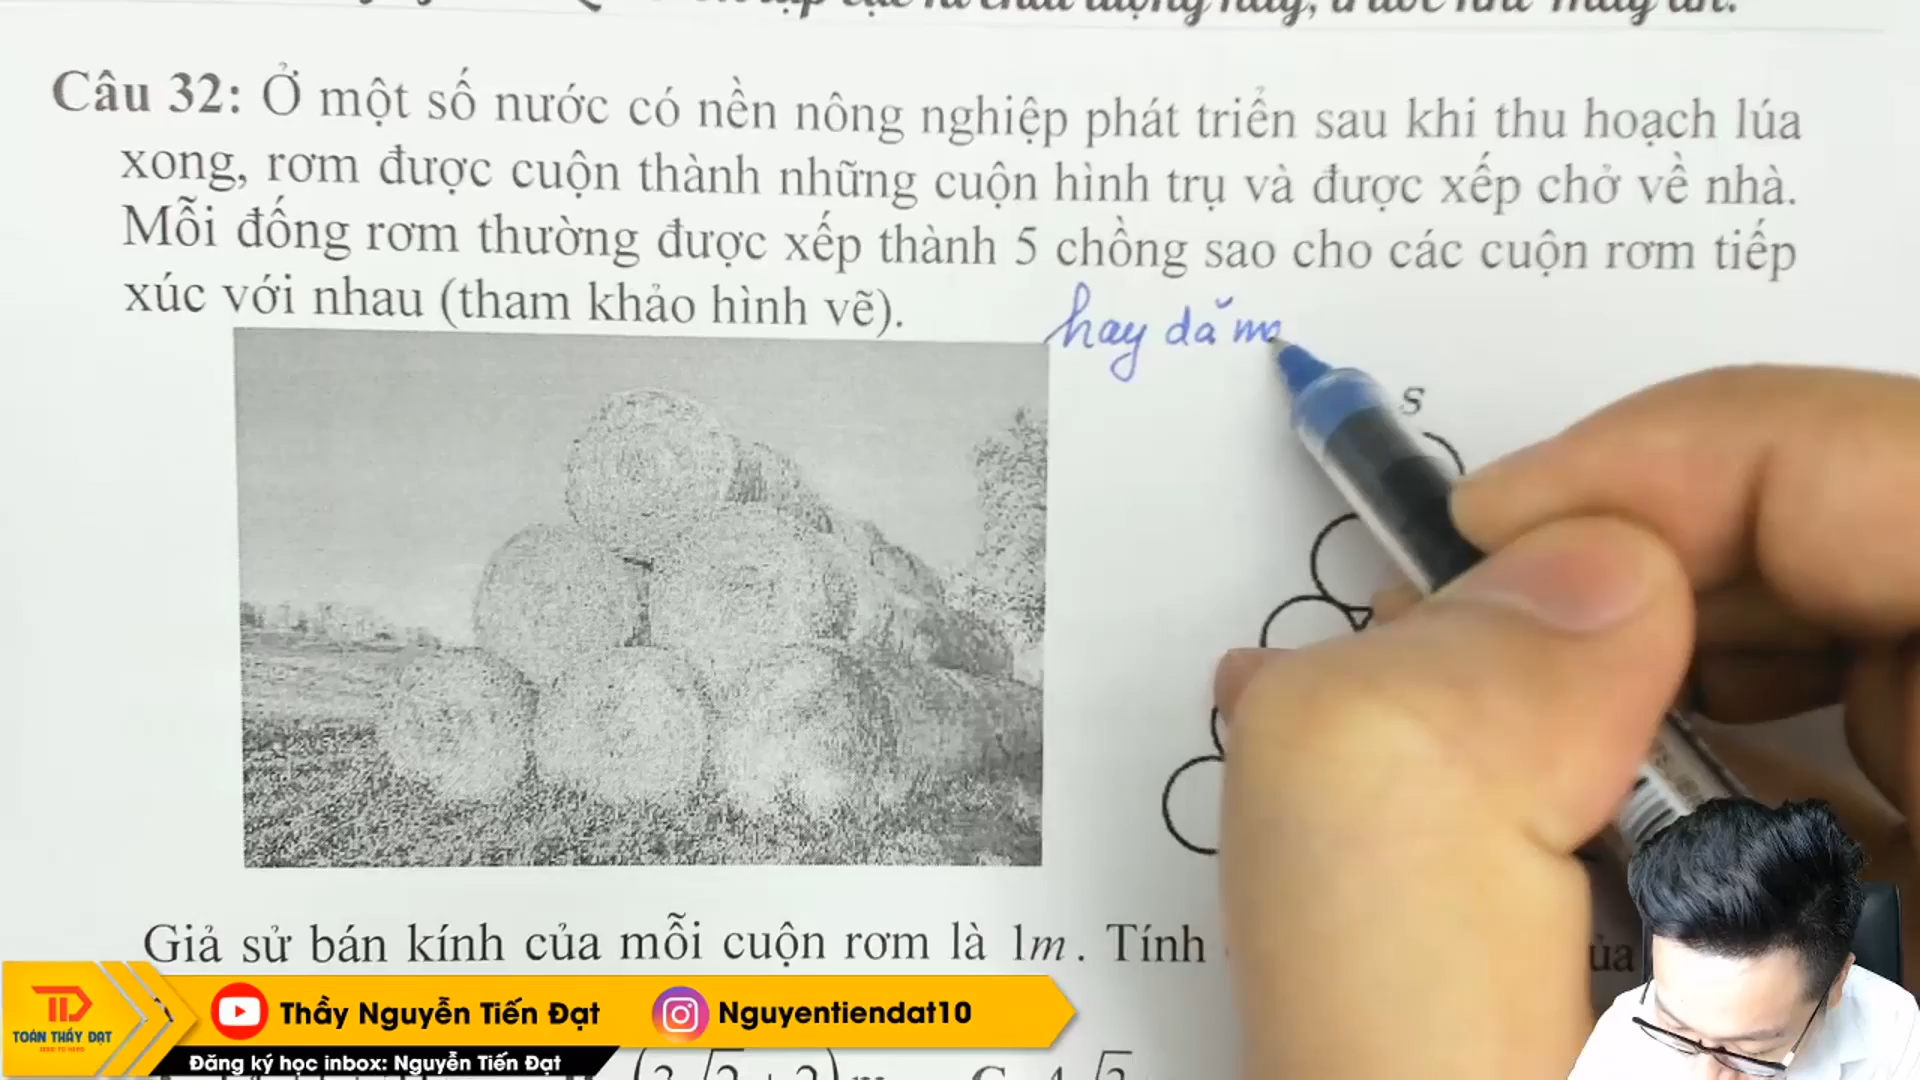 Câu 32: Ở một số nước có nền nông nghiệp phát triển sau khi thu hoạch lúa
xong, rơm được cuộn thành những cuộn hình trụ và được xếp chở về nhà.
Mỗi đống rơm thường được xếp thành 5 chồng sao cho các cuộn rơm tiếp
xúc với nhau (tham khảo hình vẽ).
hay dă
S
Giả sử bán kính của mỗi cuộn rơm là 1m. Tính
TD
TOÁN THẦY ĐẠT
Thầy Nguyễn Tiến Đạt
Nguyentiendat10
Đăng ký học inbox: Nguyễn Tiến Đạt